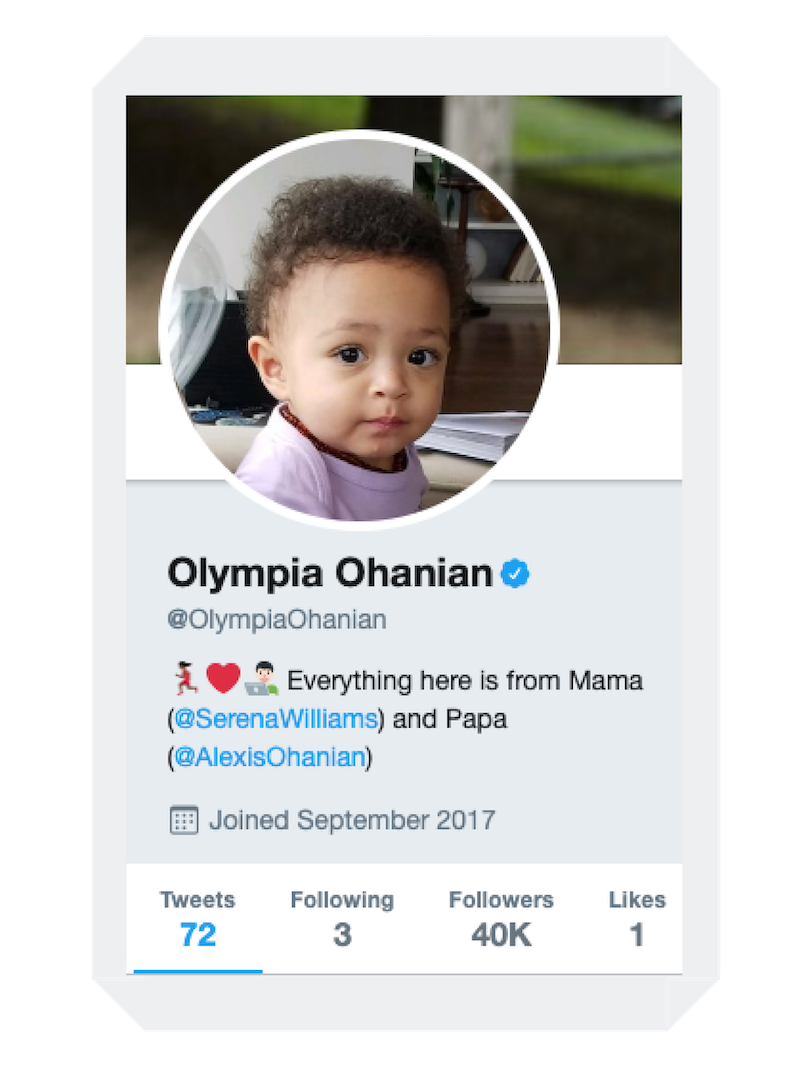 Olympia Ohanian
@OlympiaOhanian
🏃🏾‍♀️❤️👨🏻‍💻 Everything here is from Mama
(@SerenaWilliams) and Papa
(@AlexisOhanian)
Joined September 2017
Tweets Following Followers Likes
72 3 40K 1